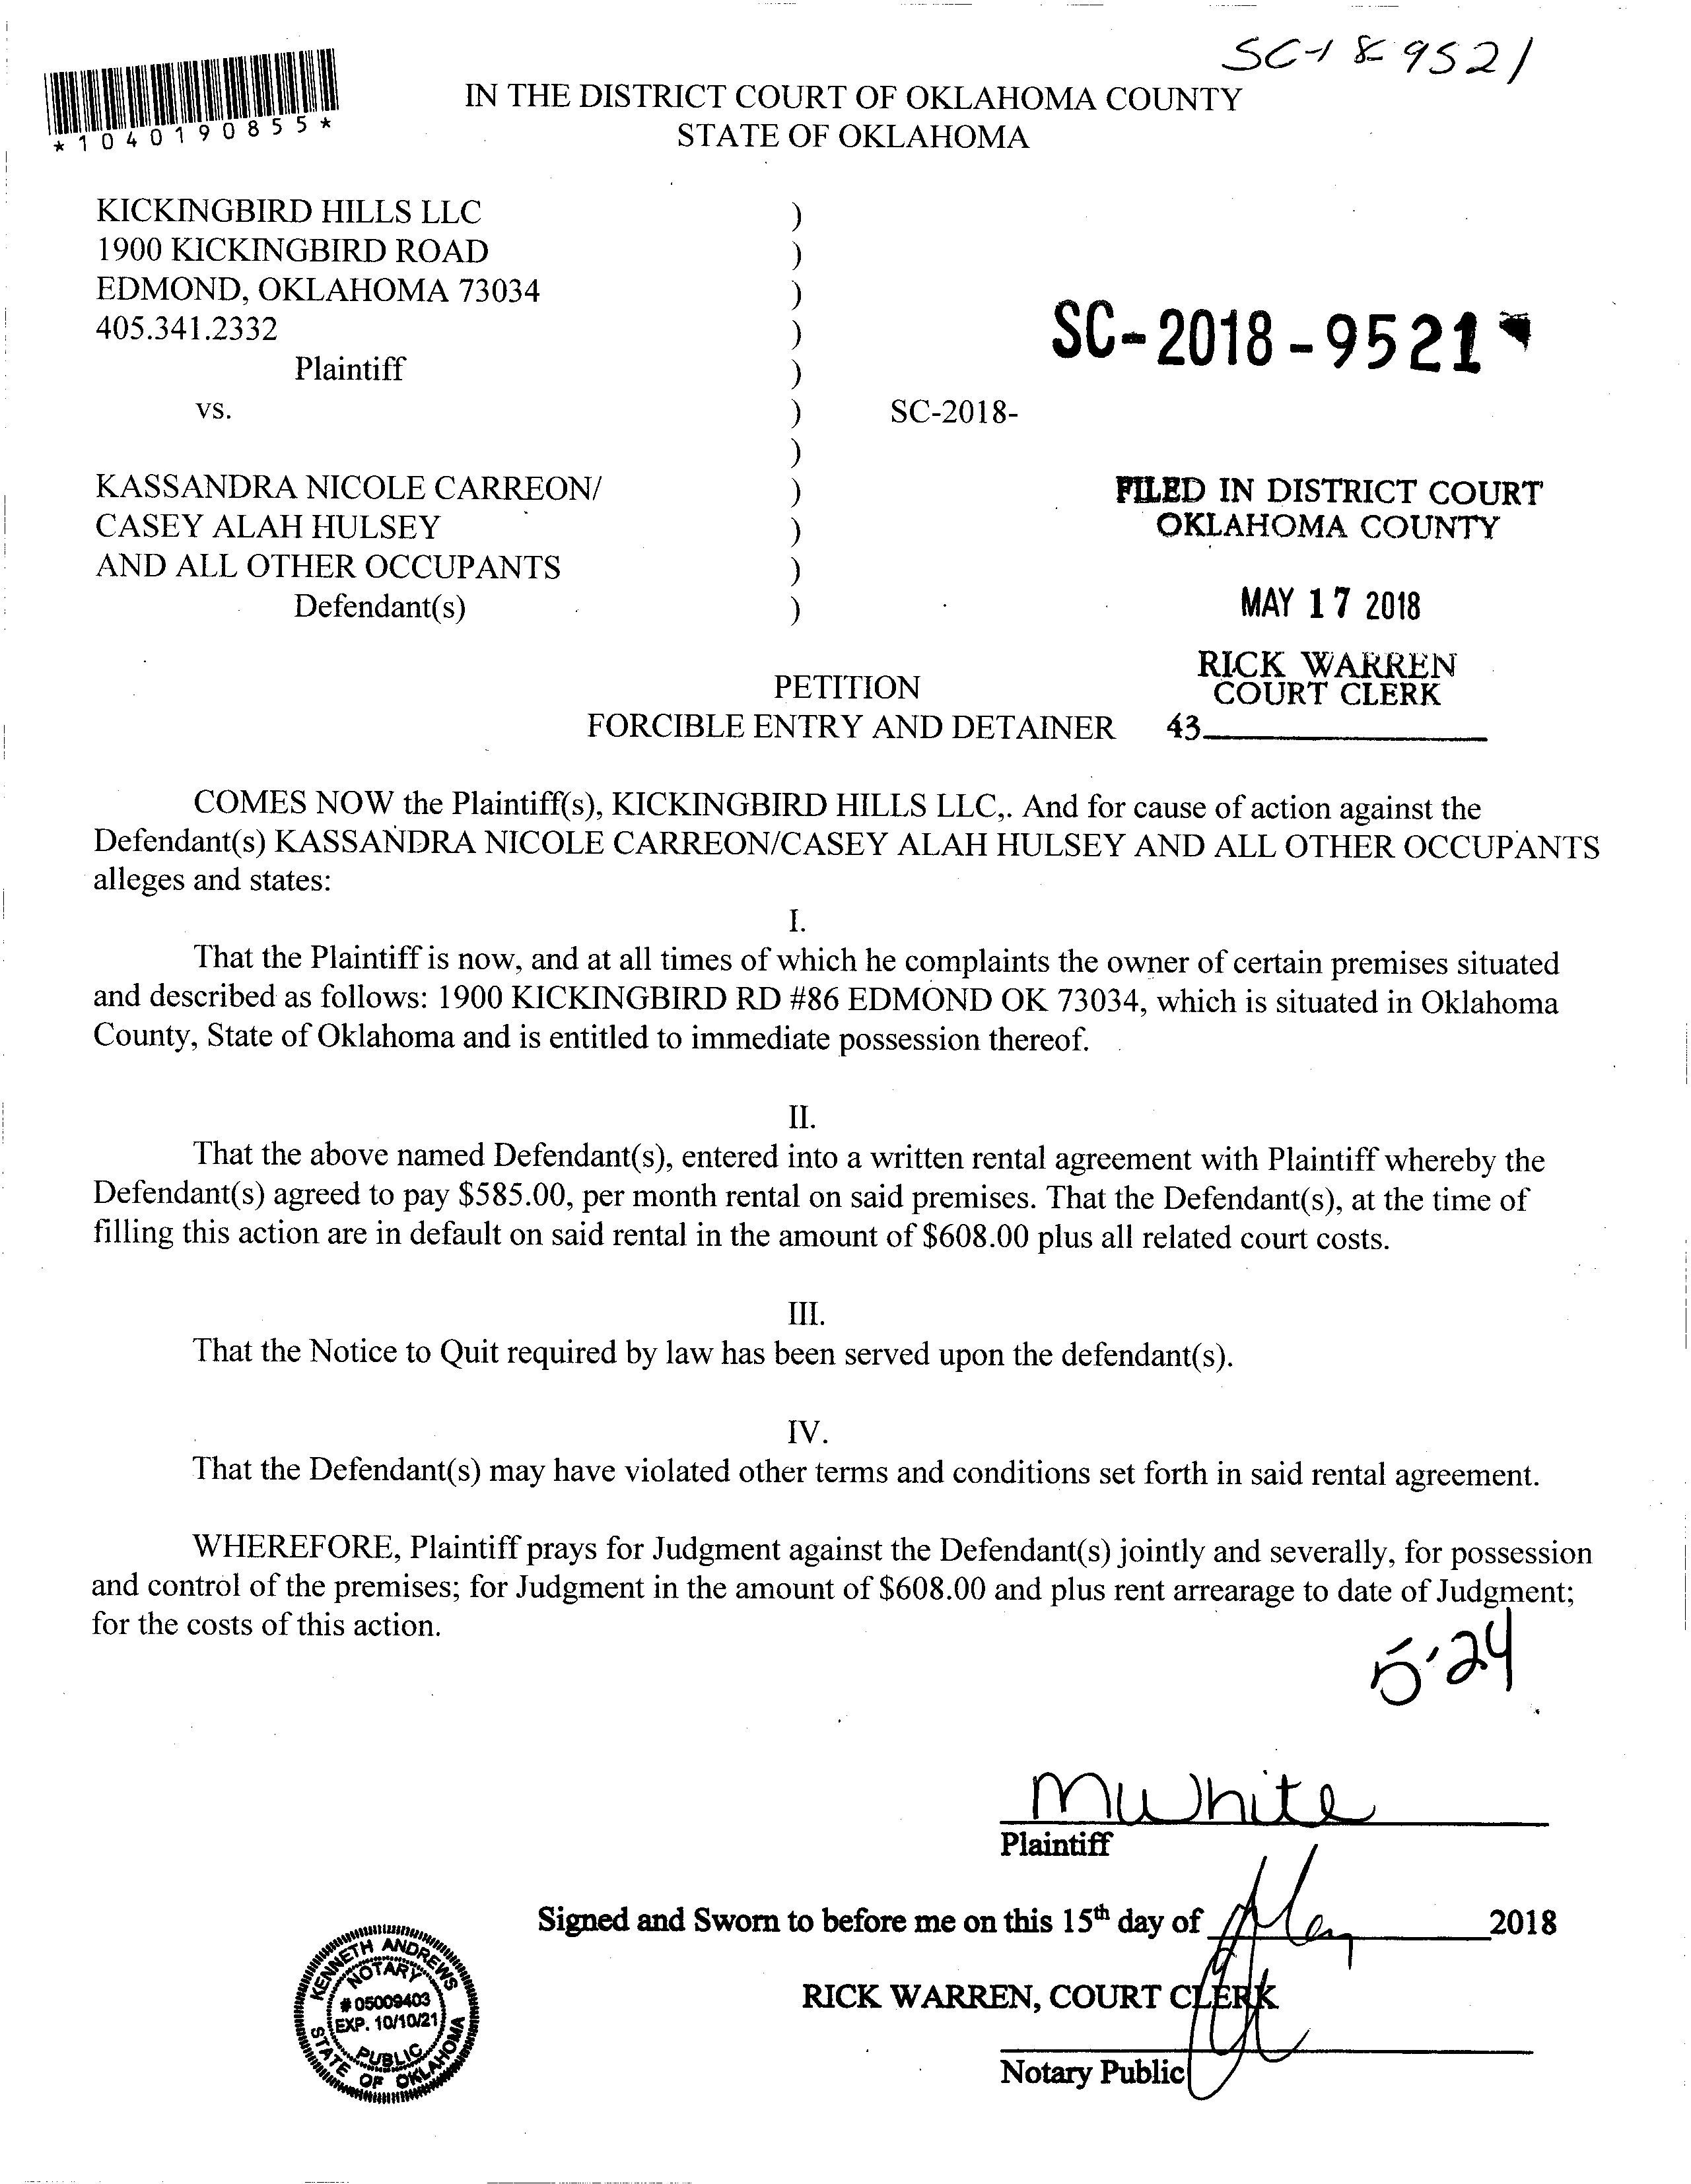 SC-18-9521
*1040190855*
IN THE DISTRICT COURT OF OKLAHOMA COUNTY
STATE OF OKLAHOMA
KICKINGBIRD HILLS LLC )
1900 KICKINGBIRD ROAD )
EDMOND, OKLAHOMA 73034 )
405.341.2332 )
SC-2018-9521
Plaintiff )
vs. ) SC-2018-
)
KASSANDRA NICOLE CARREON/ )
CASEY ALAH HULSEY )
AND ALL OTHER OCCUPANTS )
Defendant(s) )
FILED IN DISTRICT COURT
OKLAHOMA COUNTY
MAY 17 2018
RICK WARREN
COURT CLERK
43
PETITION
FORCIBLE ENTRY AND DETAINER
COMES NOW the Plaintiff(s), KICKINGBIRD HILLS LLC,. And for cause of action against the
Defendant(s) KASSANDRA NICOLE CARREON/CASEY ALAH HULSEY AND ALL OTHER OCCUPANTS
alleges and states:
I.
That the Plaintiff is now, and at all times of which he complaints the owner of certain premises situated
and described as follows: 1900 KICKINGBIRD RD #86 EDMOND OK 73034, which is situated in Oklahoma
County, State of Oklahoma and is entitled to immediate possession thereof.
II.
That the above named Defendant(s), entered into a written rental agreement with Plaintiff whereby the
Defendant(s) agreed to pay $585.00, per month rental on said premises. That the Defendant(s), at the time of
filling this action are in default on said rental in the amount of $608.00 plus all related court costs.
III.
That the Notice to Quit required by law has been served upon the defendant(s).
IV.
That the Defendant(s) may have violated other terms and conditions set forth in said rental agreement.
WHEREFORE, Plaintiff prays for Judgment against the Defendant(s) jointly and severally, for possession
and control of the premises; for Judgment in the amount of $608.00 and plus rent arrearage to date of Judgment;
for the costs of this action.
5-24
MWhite
Plaintiff
Signed and Sworn to before me on this 15th day of May 2018
RICK WARREN, COURT CLERK
Notary Public
KENNETH ANDREWS
NOTARY
# 05009403
EXP. 10/10/21
PUBLIC
STATE OF OKLAHOMA